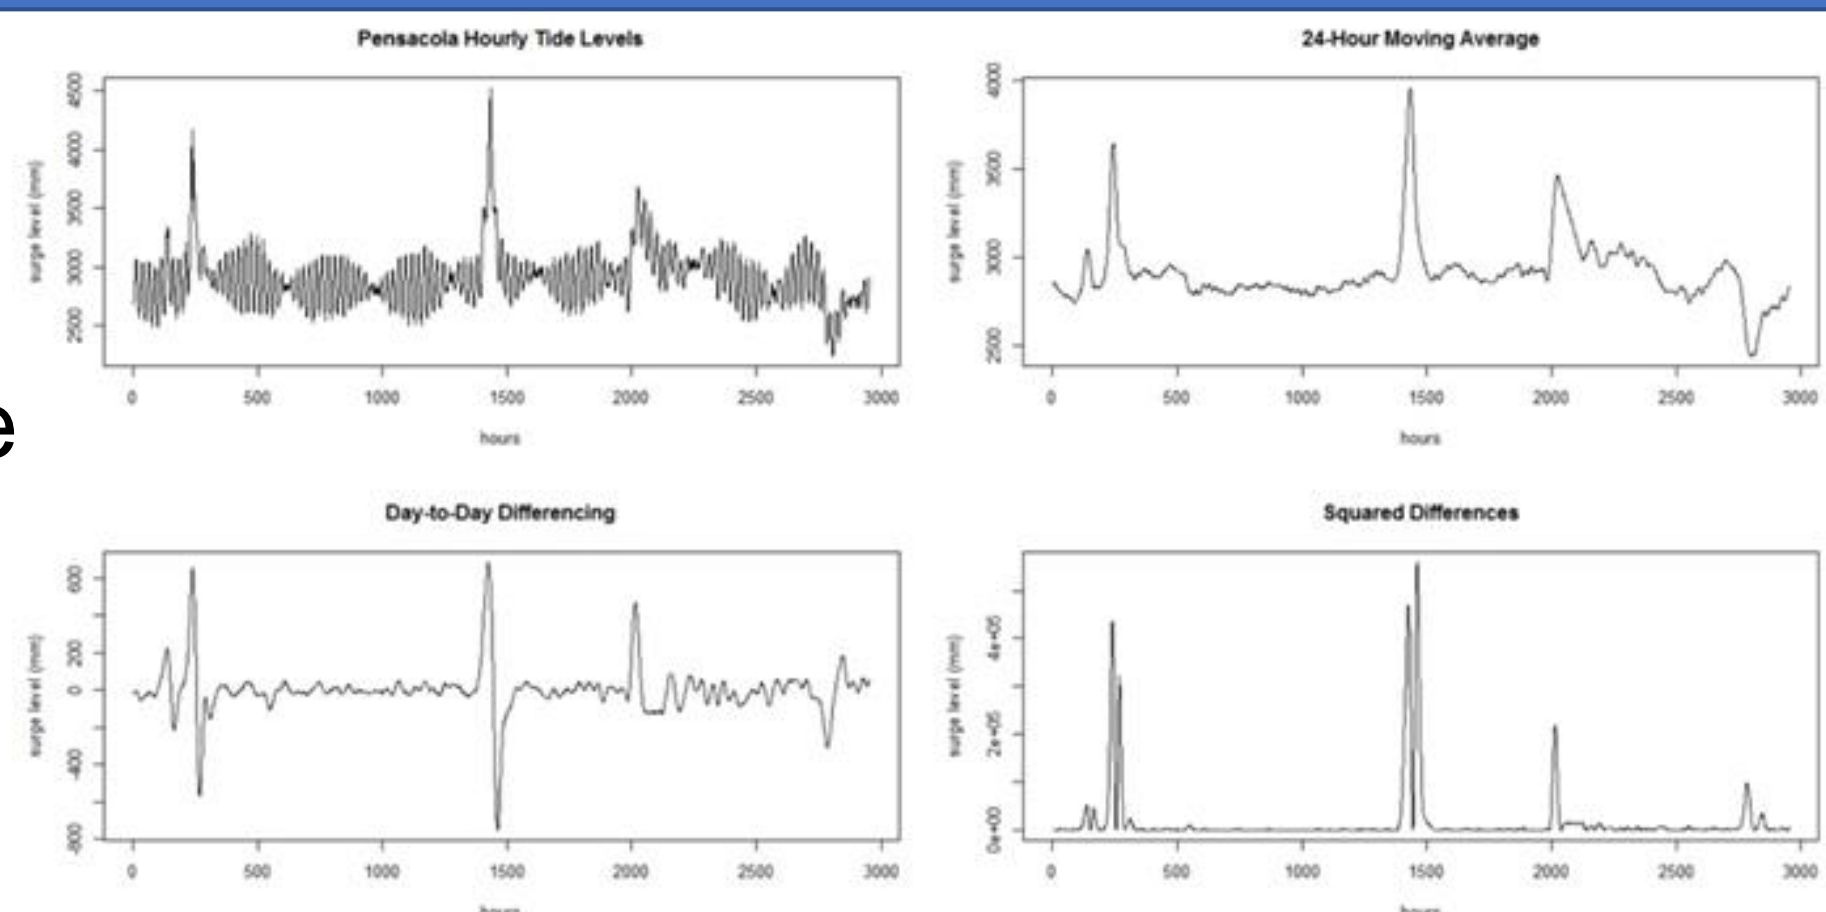 Pensacola Hourly Tide Levels
surge level (mm)
4500
4000
3500
3000
2500
0 500 1000 1500 2000 2500 3000
hours
24-Hour Moving Average
surge level (mm)
4000
3500
3000
2500
0 500 1000 1500 2000 2500 3000
hours
e
Day-to-Day Differencing
surge level (mm)
600
200
0
-400
-800
0 500 1000 1500 2000 2500 3000
hours
Squared Differences
surge level (mm)
4e+05
2e+05
0e+00
0 500 1000 1500 2000 2500 3000
hours